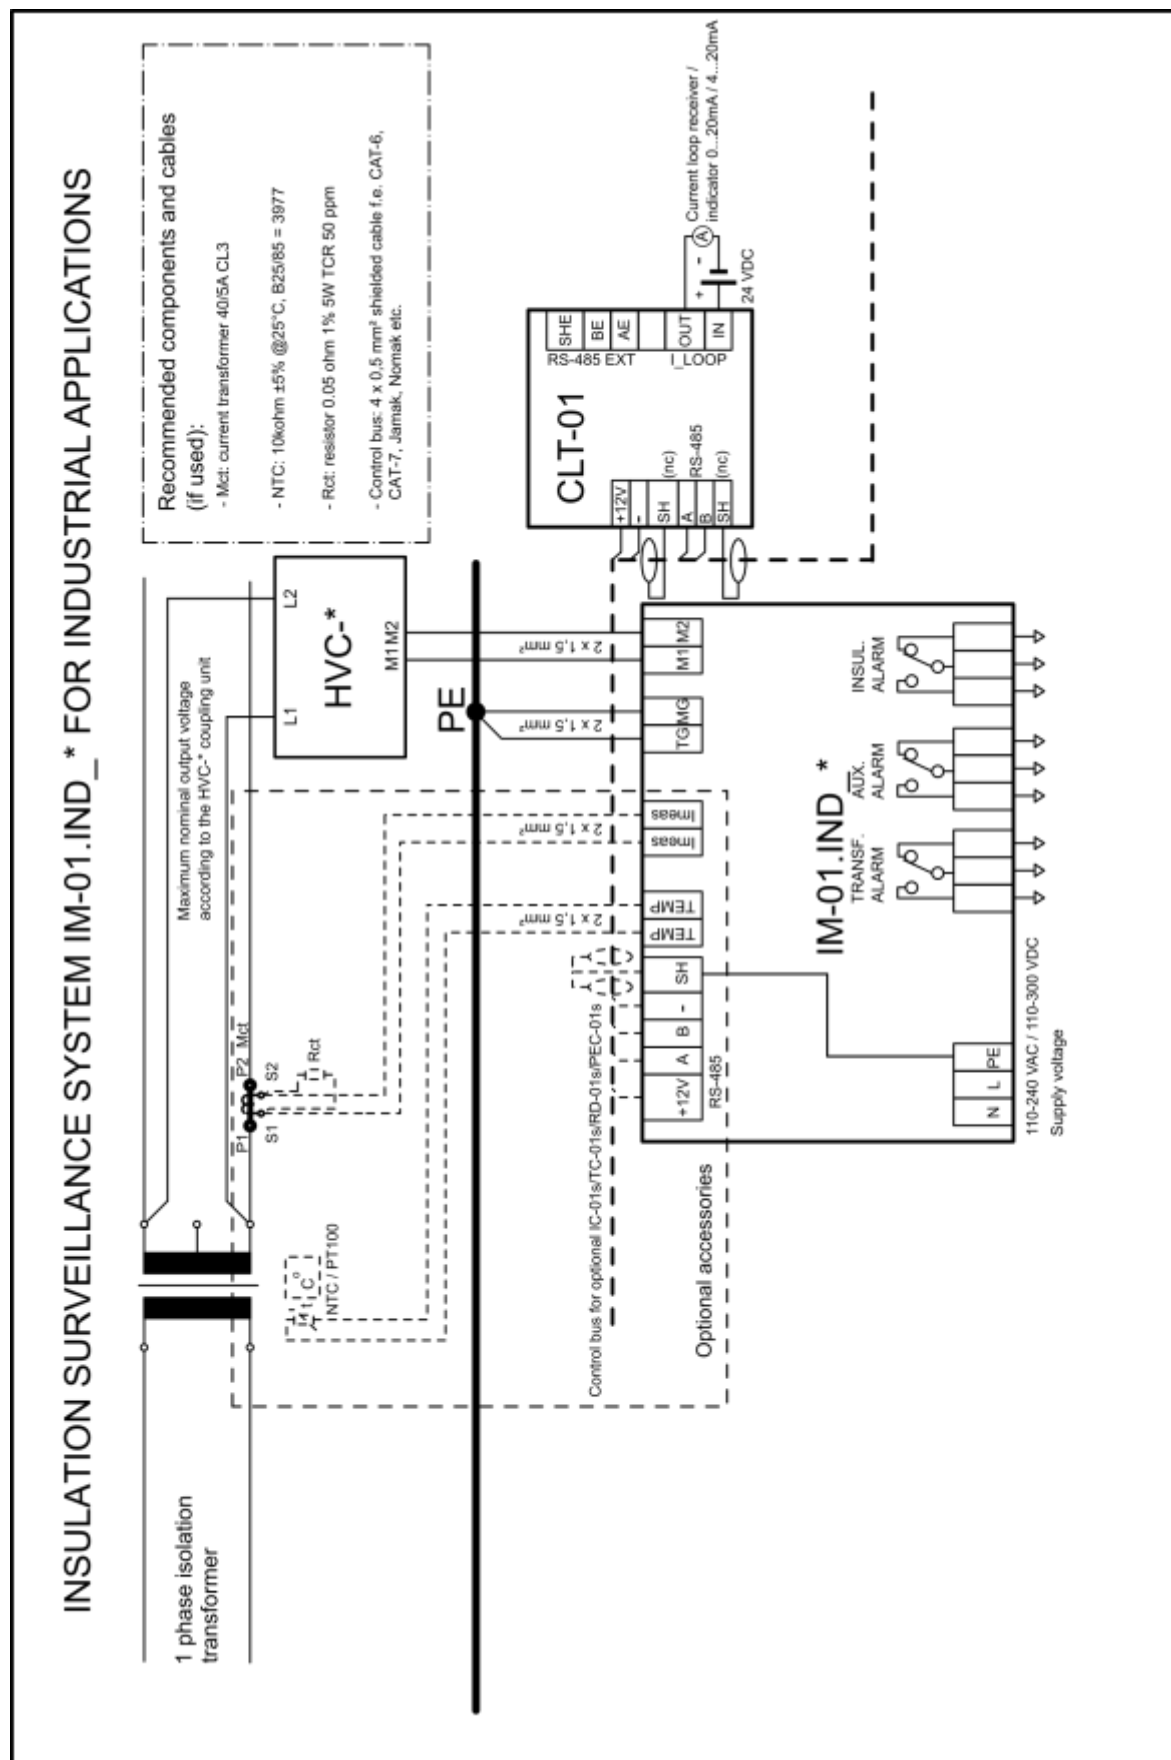 INSULATION SURVEILLANCE SYSTEM IM-01.IND_* FOR INDUSTRIAL APPLICATIONS
1 phase isolation
transformer
Maximum nominal output voltage
according to the HVC-* coupling unit
Recommended components and cables
(if used):
- Mct: current transformer 40/5A CL3
- NTC: 10kohm ±5% @25°C, B25/85 = 3977
- Rct: resistor 0.05 ohm 1% 5W TCR 50 ppm
- Control bus: 4 x 0,5 mm² shielded cable f.e. CAT-6,
CAT-7, Jamak, Nomak etc.
P1
P2
Mct
S1
S2
Rct
L1
L2
HVC-*
M1
M2
t C°
NTC / PT100
PE
2 x 1,5 mm²
2 x 1,5 mm²
2 x 1,5 mm²
2 x 1,5 mm²
Control bus for optional IC-01s/TC-01s/RD-01s/PEC-01s
+12V
A
B
-
SH
TEMP
TEMP
Imeas
Imeas
TG
MG
M1
M2
RS-485
Optional accessories
IM-01.IND_*
TRANSF.
ALARM
AUX.
ALARM
INSUL.
ALARM
N
L
PE
110-240 VAC / 110-300 VDC
Supply voltage
CLT-01
+12V
-
SH
(nc)
A
B
RS-485
SH
(nc)
SHE
BE
AE
RS-485 EXT
OUT
IN
I_LOOP
+
-
A
24 VDC
Current loop receiver /
indicator 0...20mA / 4...20mA